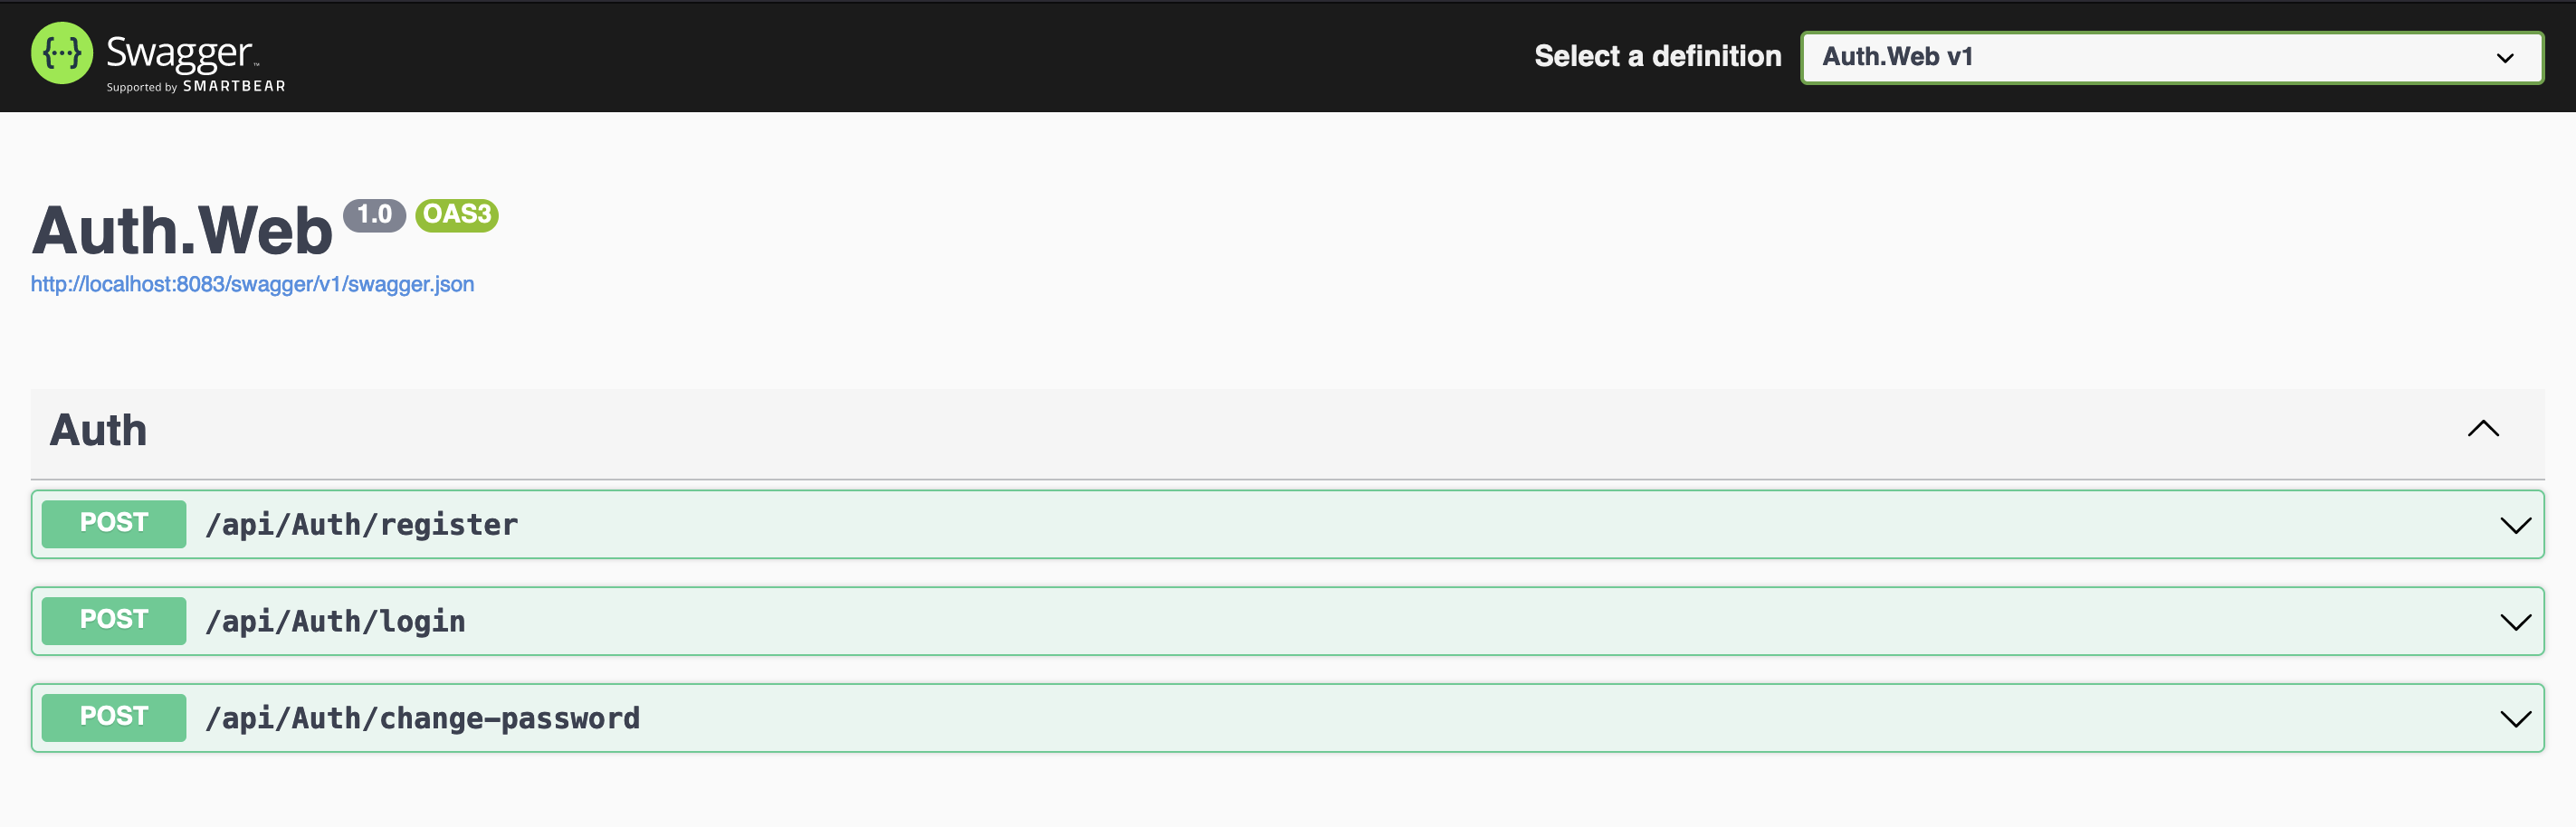 {···} Swagger™
Supported by SMARTBEAR
Select a definition
Auth.Web v1
Auth.Web 1.0 OAS3
http://localhost:8083/swagger/v1/swagger.json
Auth
POST /api/Auth/register
POST /api/Auth/login
POST /api/Auth/change-password